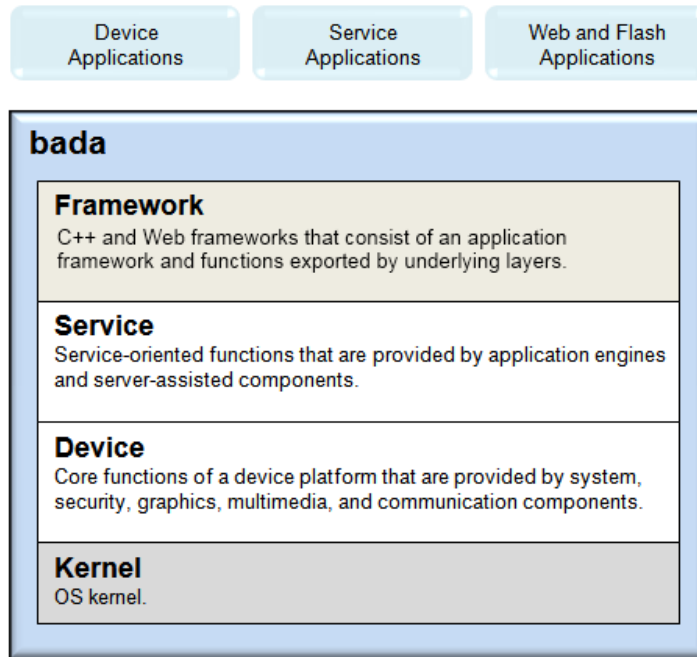 Device
Applications
Service
Applications
Web and Flash
Applications
bada
Framework
C++ and Web frameworks that consist of an application
framework and functions exported by underlying layers.
Service
Service-oriented functions that are provided by application engines
and server-assisted components.
Device
Core functions of a device platform that are provided by system,
security, graphics, multimedia, and communication components.
Kernel
OS kernel.